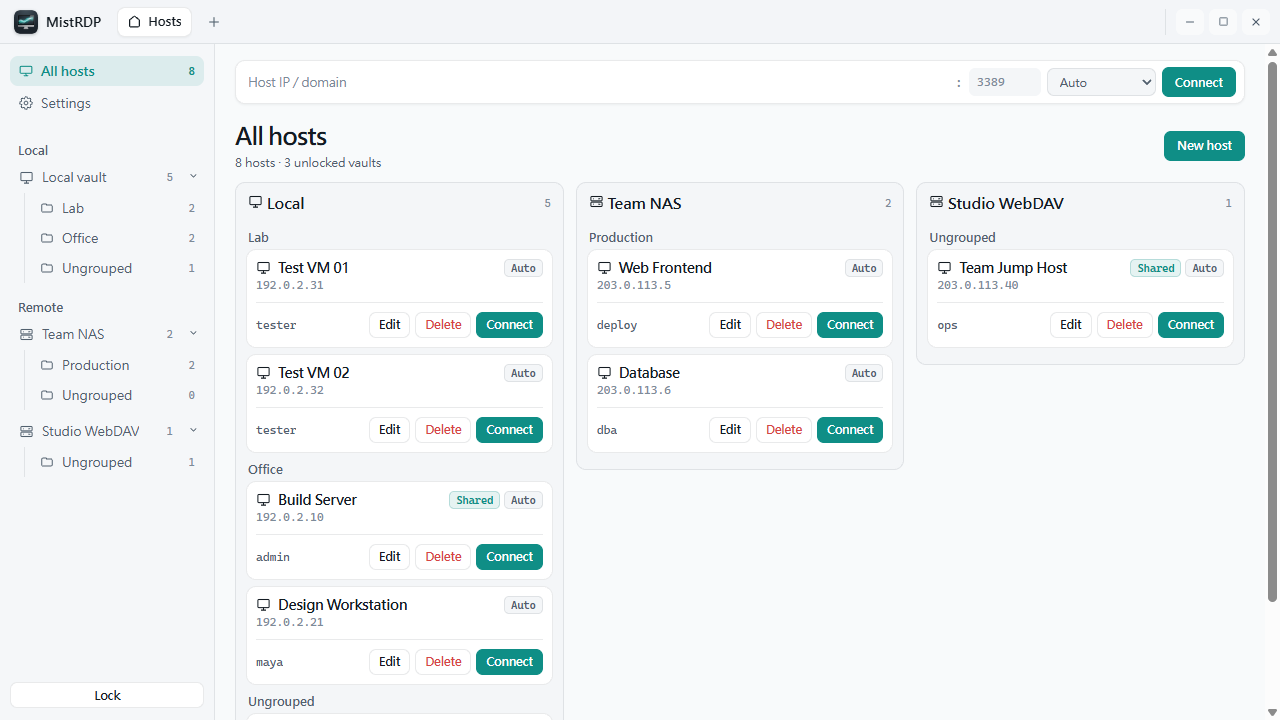 MistRDP
Hosts
All hosts 8
Settings
Local
Local vault 5
Lab 2
Office 2
Ungrouped 1
Remote
Team NAS 2
Production 2
Ungrouped 0
Studio WebDAV 1
Ungrouped 1
Lock
Host IP / domain : 3389 Auto Connect
All hosts
8 hosts · 3 unlocked vaults
New host
Local 5
Lab
Test VM 01 Auto
192.0.2.31
tester Edit Delete Connect
Test VM 02 Auto
192.0.2.32
tester Edit Delete Connect
Office
Build Server Shared Auto
192.0.2.10
admin Edit Delete Connect
Design Workstation Auto
192.0.2.21
maya Edit Delete Connect
Ungrouped
Team NAS 2
Production
Web Frontend Auto
203.0.113.5
deploy Edit Delete Connect
Database Auto
203.0.113.6
dba Edit Delete Connect
Studio WebDAV 1
Ungrouped
Team Jump Host Shared Auto
203.0.113.40
ops Edit Delete Connect